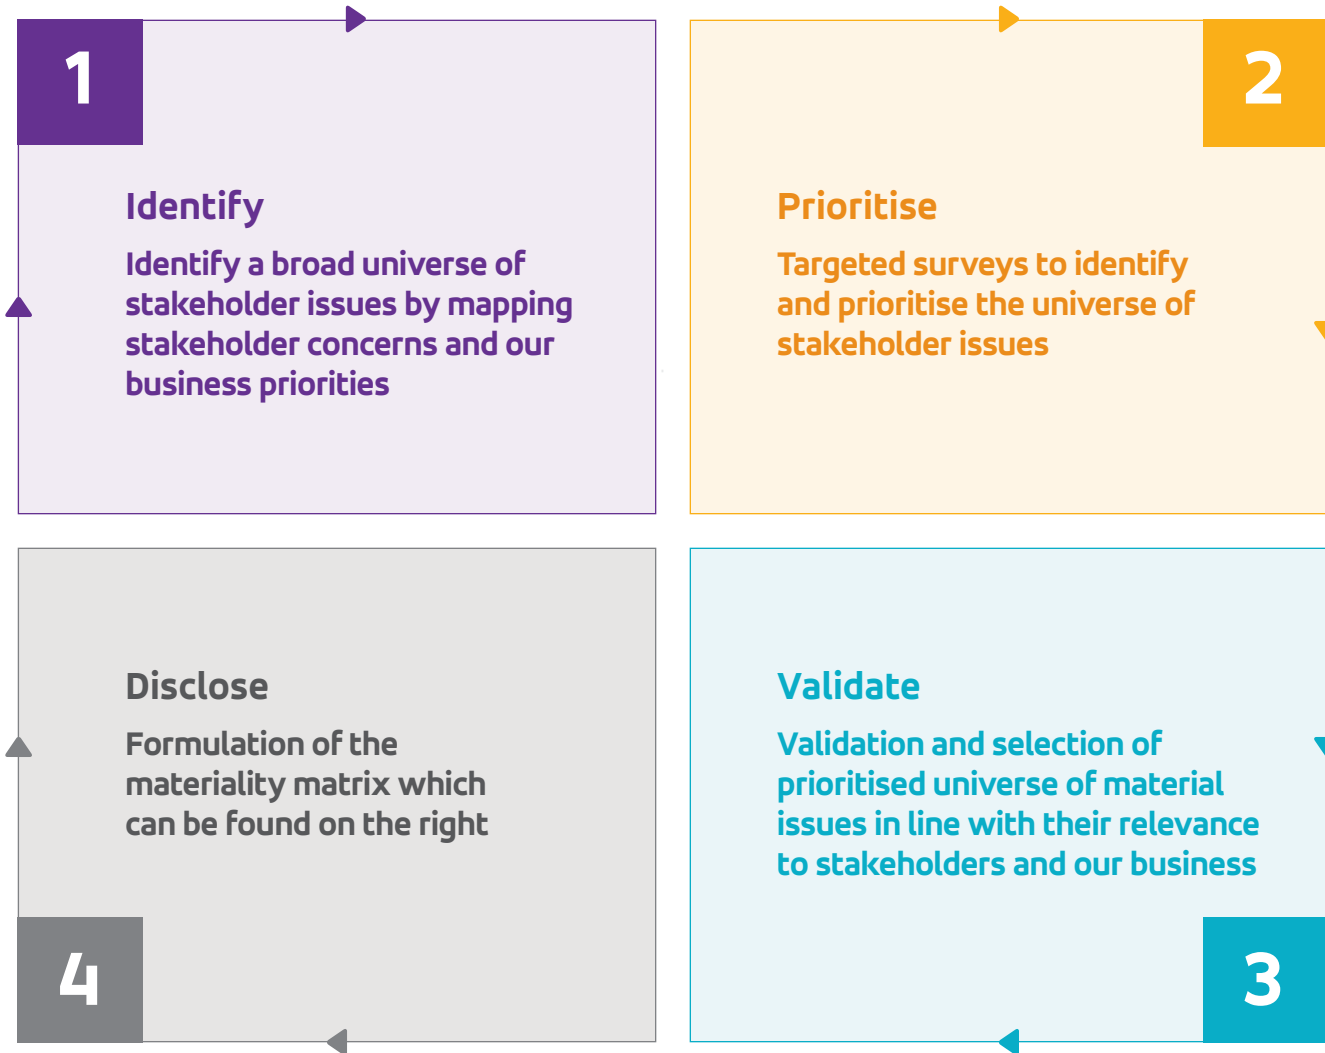 1
Identify
Identify a broad universe of
stakeholder issues by mapping
stakeholder concerns and our
business priorities
2
Prioritise
Targeted surveys to identify
and prioritise the universe of
stakeholder issues
3
Validate
Validation and selection of
prioritised universe of material
issues in line with their relevance
to stakeholders and our business
4
Disclose
Formulation of the
materiality matrix which
can be found on the right